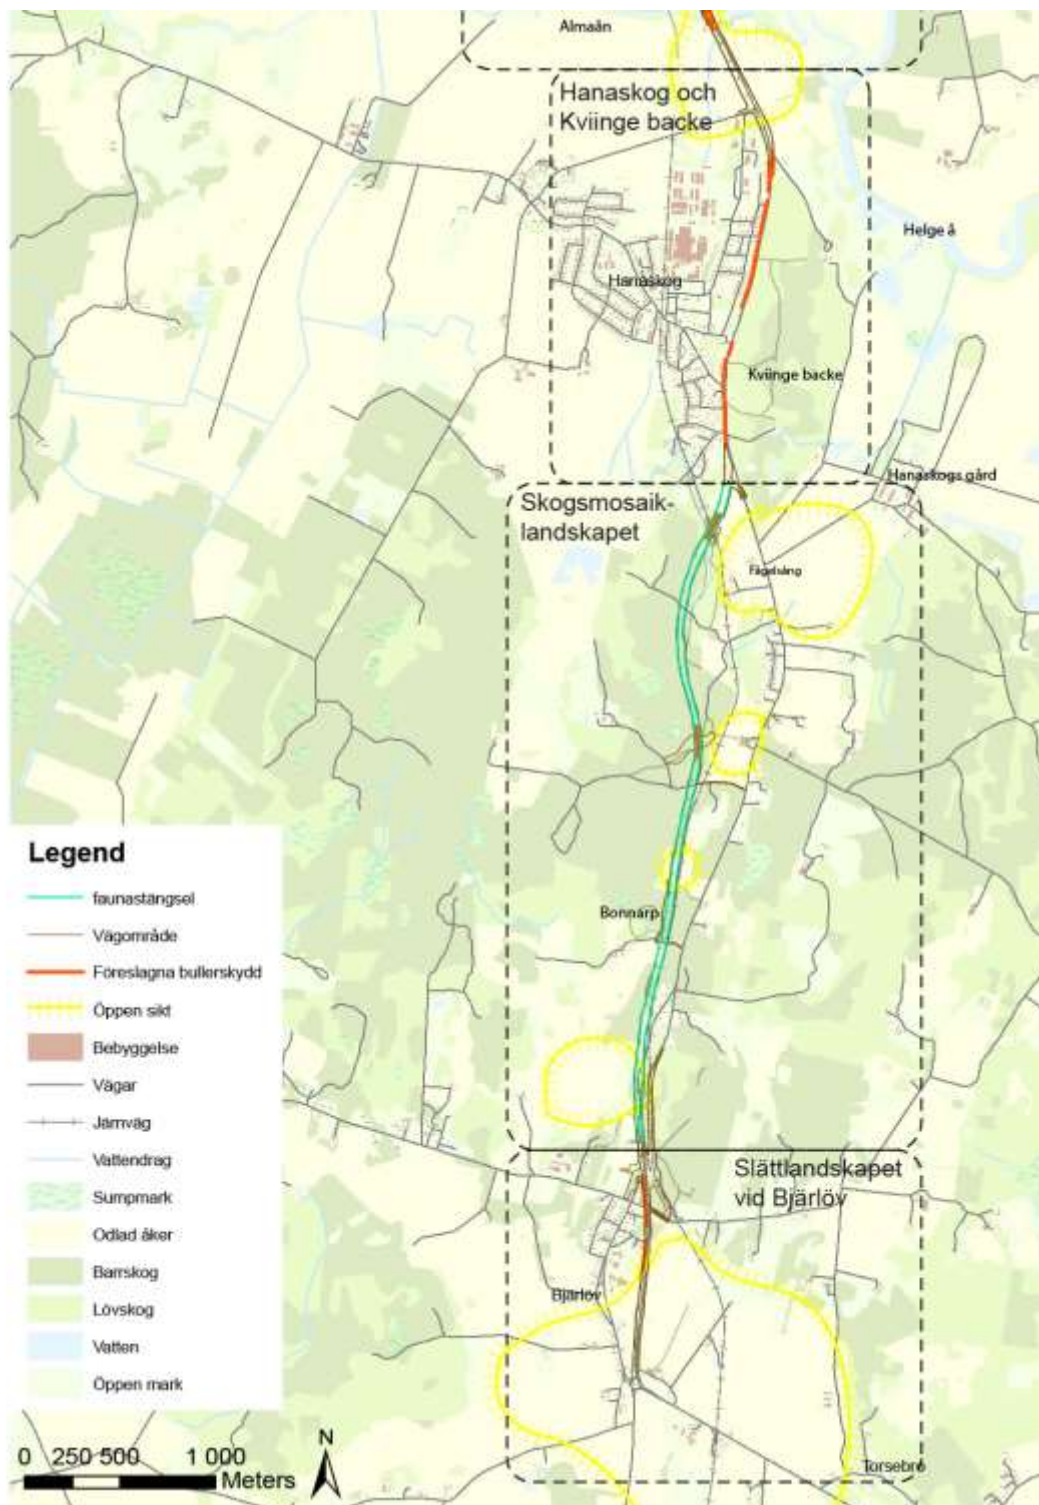 Almaån
Hanaskog och
Kviinge backe
Helge å
Hanaskog
Kviinge backe
Hanaskogs gård
Skogsmosaik-
landskapet
Fågelsång
Bonnarp
Legend
faunastängsel
Vägområde
Föreslagna bullerskydd
Öppen sikt
Bebyggelse
Vägar
Järnväg
Vattendrag
Sumpmark
Odlad åker
Barrskog
Lövskog
Vatten
Öppen mark
Slättlandskapet
vid Bjärlöv
Bjärlöv
Torsebro
N
0 250 500 1 000
Meters